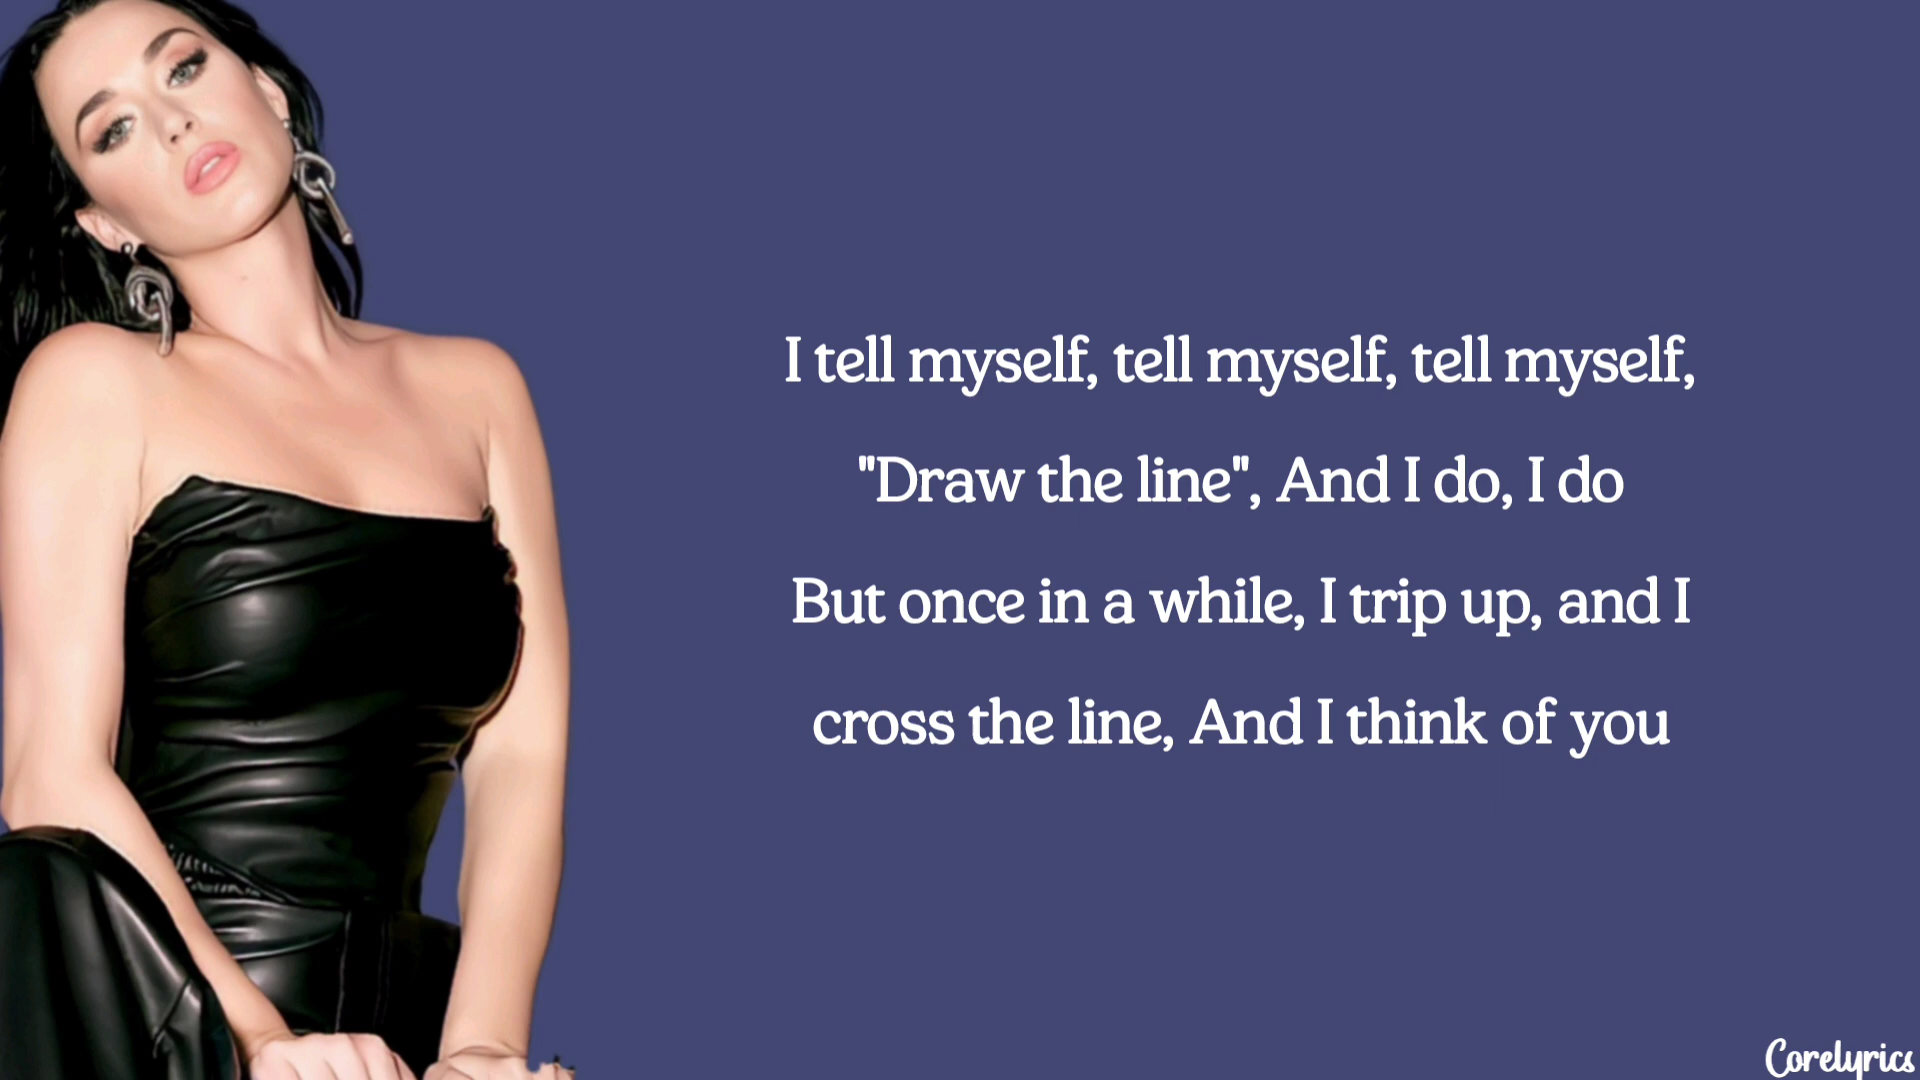 I tell myself, tell myself, tell myself,
"Draw the line", And I do, I do
But once in a while, I trip up, and I
cross the line, And I think of you
Corelyrics